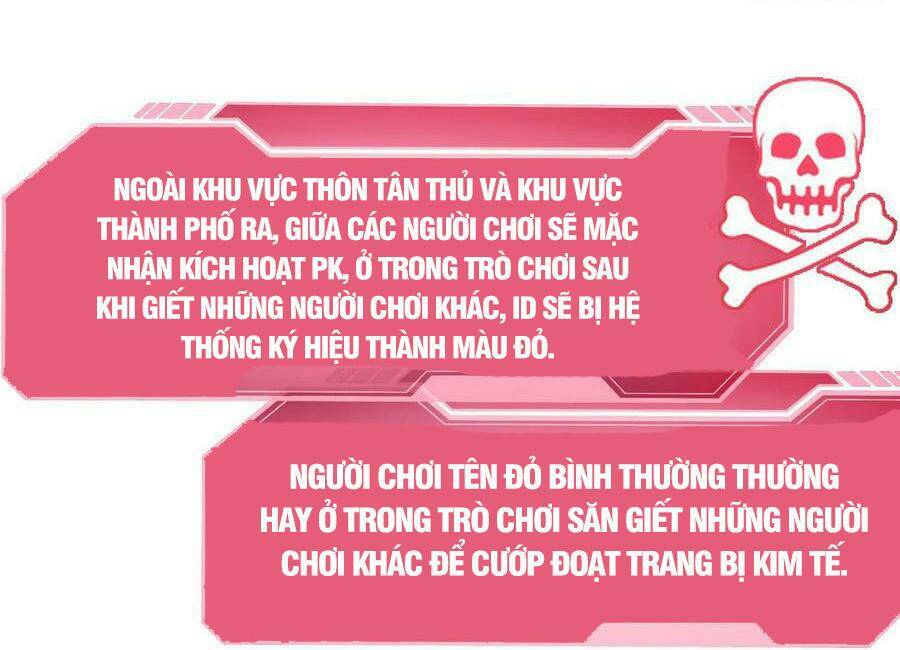 NGOÀI KHU VỰC THÔN TÂN THỦ VÀ KHU VỰC
THÀNH PHỐ RA, GIỮA CÁC NGƯỜI CHƠI SẼ MẶC
NHẬN KÍCH HOẠT PK, Ở TRONG TRÒ CHƠI SAU
KHI GIẾT NHỮNG NGƯỜI CHƠI KHÁC, ID SẼ BỊ HỆ
THỐNG KÝ HIỆU THÀNH MÀU ĐỎ.
NGƯỜI CHƠI TÊN ĐỎ BÌNH THƯỜNG THƯỜNG
HAY Ở TRONG TRÒ CHƠI SĂN GIẾT NHỮNG NGƯỜI
CHƠI KHÁC ĐỂ CƯỚP ĐOẠT TRANG BỊ KIM TẾ.